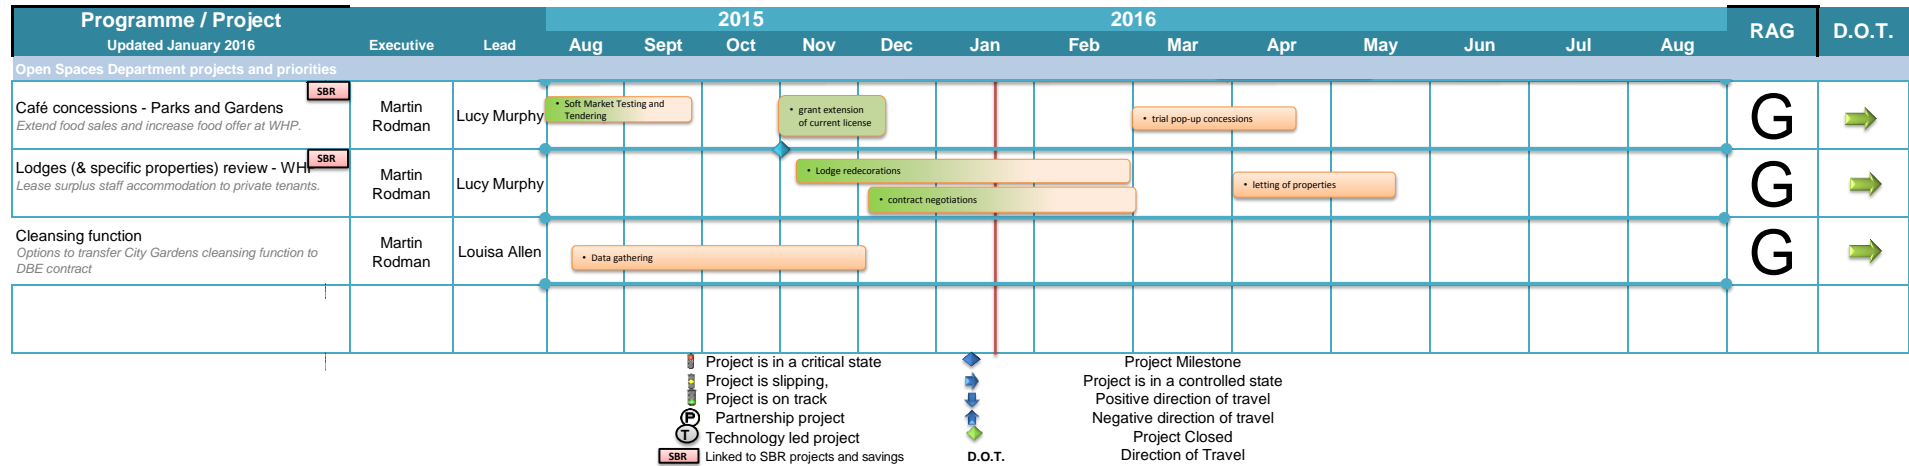 Programme / Project
2015
2016
RAG
D.O.T.
Updated January 2016
Executive
Lead
Aug
Sept
Oct
Nov
Dec
Jan
Feb
Mar
Apr
May
Jun
Jul
Aug
Open Spaces Department projects and priorities
SBR
Café concessions - Parks and Gardens
Extend food sales and increase food offer at WHP.
Martin
Rodman
Lucy Murphy
• Soft Market Testing and
Tendering
• grant extension
of current license
• trial pop-up concessions
G
SBR
Lodges (& specific properties) review - WHP
Lease surplus staff accommodation to private tenants.
Martin
Rodman
Lucy Murphy
• Lodge redecorations
• contract negotiations
• letting of properties
G
Cleansing function
Options to transfer City Gardens cleansing function to
DBE contract
Martin
Rodman
Louisa Allen
• Data gathering
G
Project is in a critical state
Project Milestone
Project is slipping,
Project is in a controlled state
Project is on track
Positive direction of travel
P Partnership project
Negative direction of travel
T Technology led project
Project Closed
SBR Linked to SBR projects and savings
D.O.T. Direction of Travel